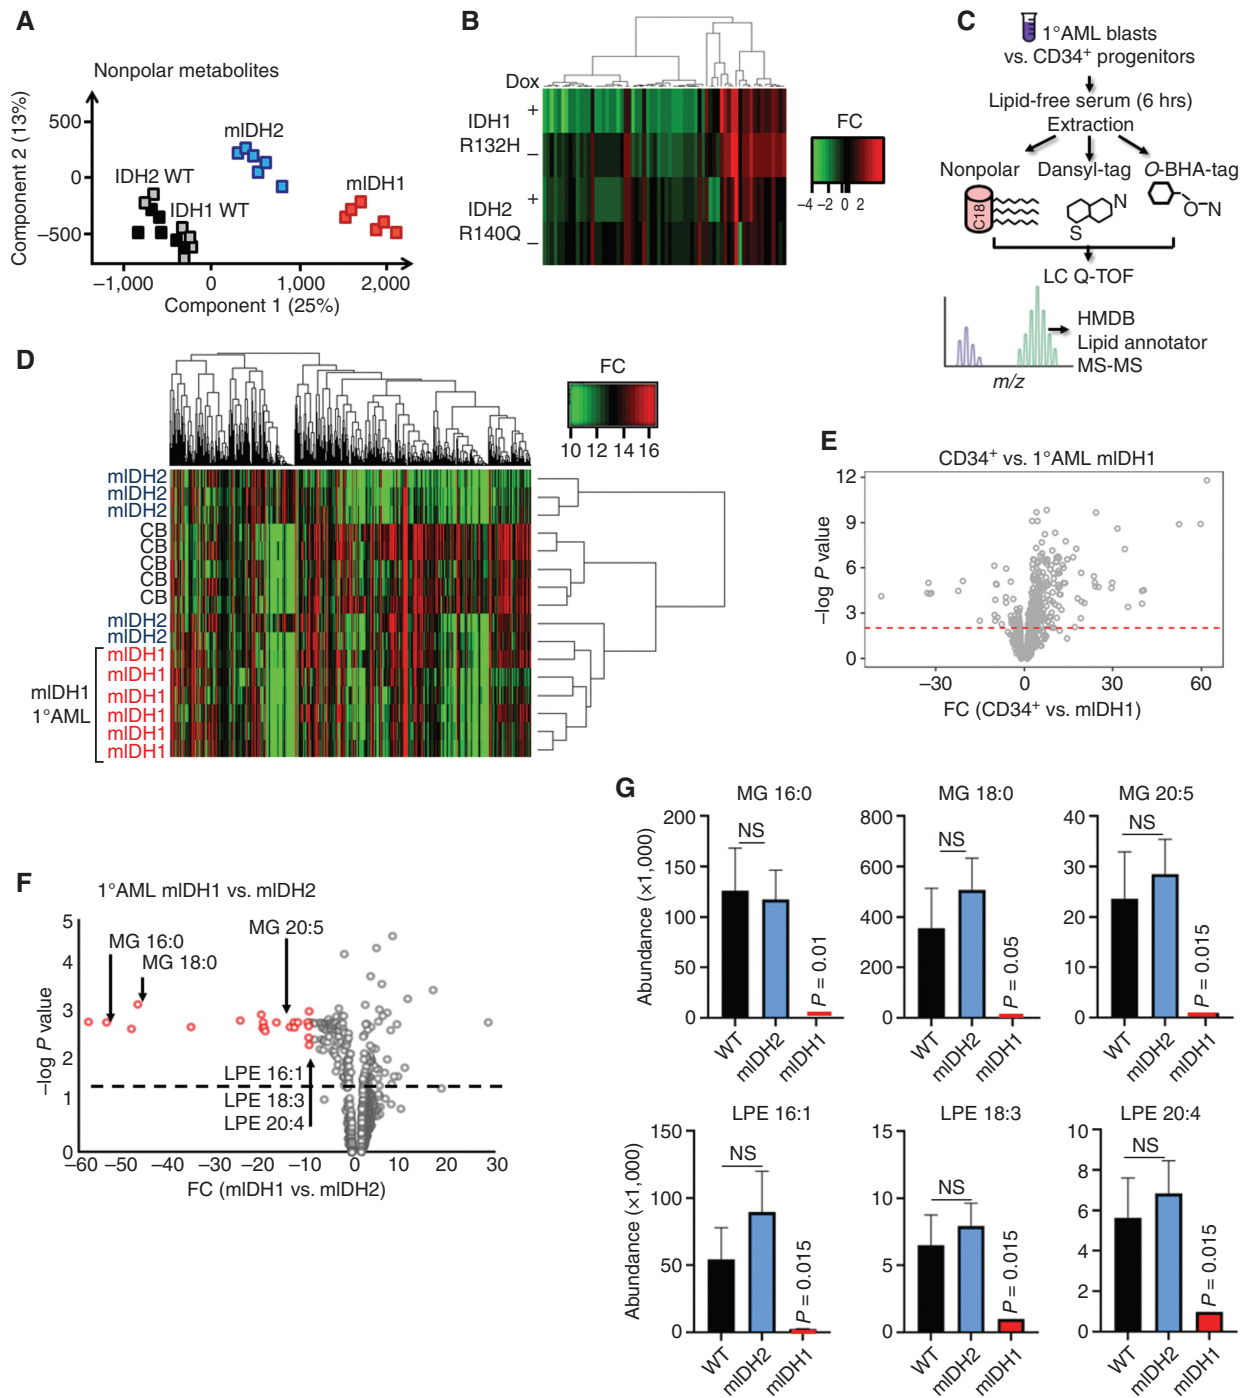 A
Nonpolar metabolites
Component 2 (13%)
500
0
−500
mIDH2
IDH2 WT
mIDH1
IDH1 WT
−1,000
0
1,000
2,000
Component 1 (25%)
B
Dox
IDH1
R132H
+
−
IDH2
R140Q
+
−
FC
−4 −2 0 2
C
1°AML blasts
vs. CD34+ progenitors
Lipid-free serum (6 hrs)
Extraction
Nonpolar Dansyl-tag O-BHA-tag
C18
N
S
O
N
LC Q-TOF
HMDB
Lipid annotator
MS-MS
m/z
D
FC
10 12 14 16
mIDH2
mIDH2
mIDH2
CB
CB
CB
CB
CB
mIDH2
mIDH2
mIDH1
mIDH1
mIDH1
mIDH1
mIDH1
mIDH1
mIDH1
1°AML
E
CD34+ vs. 1°AML mIDH1
−log P value
12
9
6
3
0
−30
0
30
60
FC (CD34+ vs. mIDH1)
F
1°AML mIDH1 vs. mIDH2
−log P value
5
4
3
2
1
0
MG 16:0
MG 18:0
MG 20:5
LPE 16:1
LPE 18:3
LPE 20:4
−60 −50 −40 −30 −20 −10 0 10 20 30
FC (mIDH1 vs. mIDH2)
G
MG 16:0
Abundance (×1,000)
200
150
100
50
0
NS
P = 0.01
WT
mIDH2
mIDH1
MG 18:0
800
600
400
200
0
NS
P = 0.05
WT
mIDH2
mIDH1
MG 20:5
40
30
20
10
0
NS
P = 0.015
WT
mIDH2
mIDH1
LPE 16:1
Abundance (×1,000)
150
100
50
0
NS
P = 0.015
WT
mIDH2
mIDH1
LPE 18:3
15
10
5
0
NS
P = 0.015
WT
mIDH2
mIDH1
LPE 20:4
10
8
6
4
2
0
NS
P = 0.015
WT
mIDH2
mIDH1